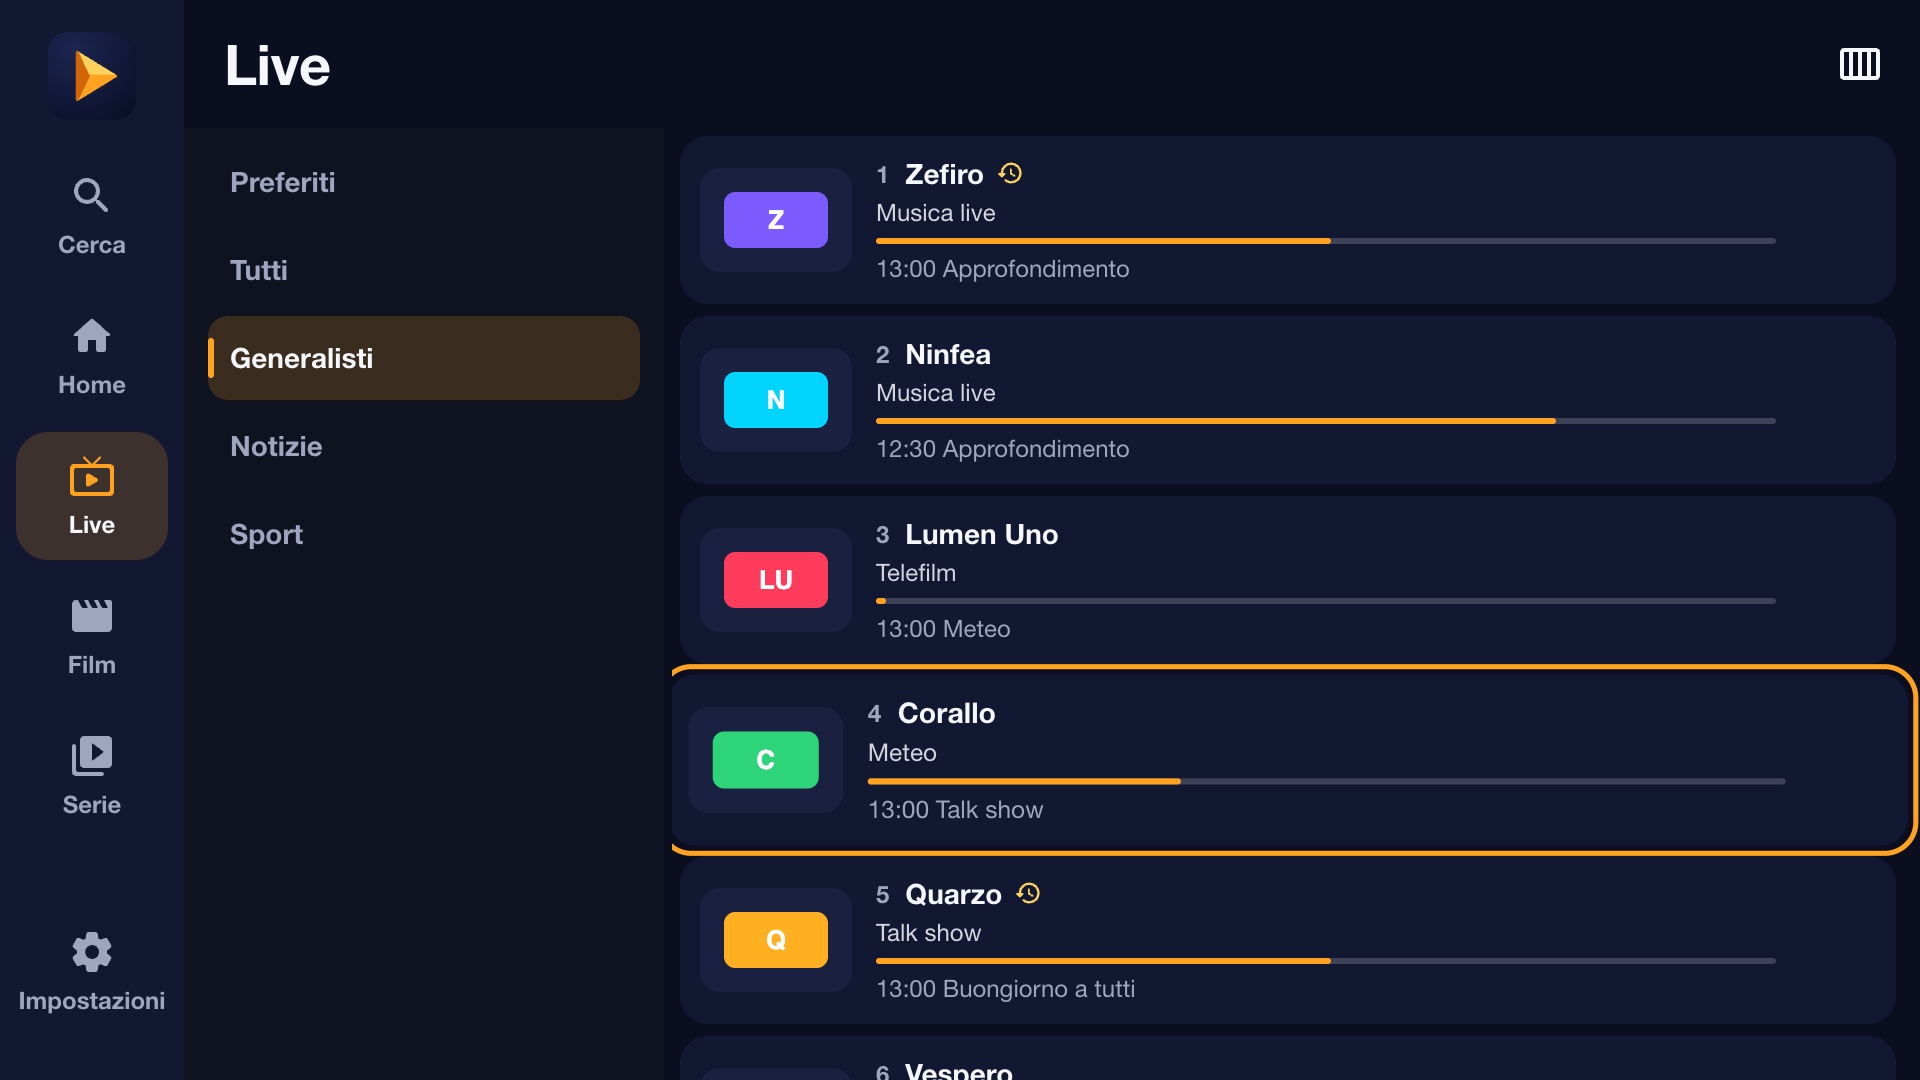 Live
Cerca
Home
Live
Film
Serie
Impostazioni
Preferiti
Tutti
Generalisti
Notizie
Sport
Z
1 Zefiro
Musica live
13:00 Approfondimento
N
2 Ninfea
Musica live
12:30 Approfondimento
LU
3 Lumen Uno
Telefilm
13:00 Meteo
C
4 Corallo
Meteo
13:00 Talk show
Q
5 Quarzo
Talk show
13:00 Buongiorno a tutti
6 Vespero